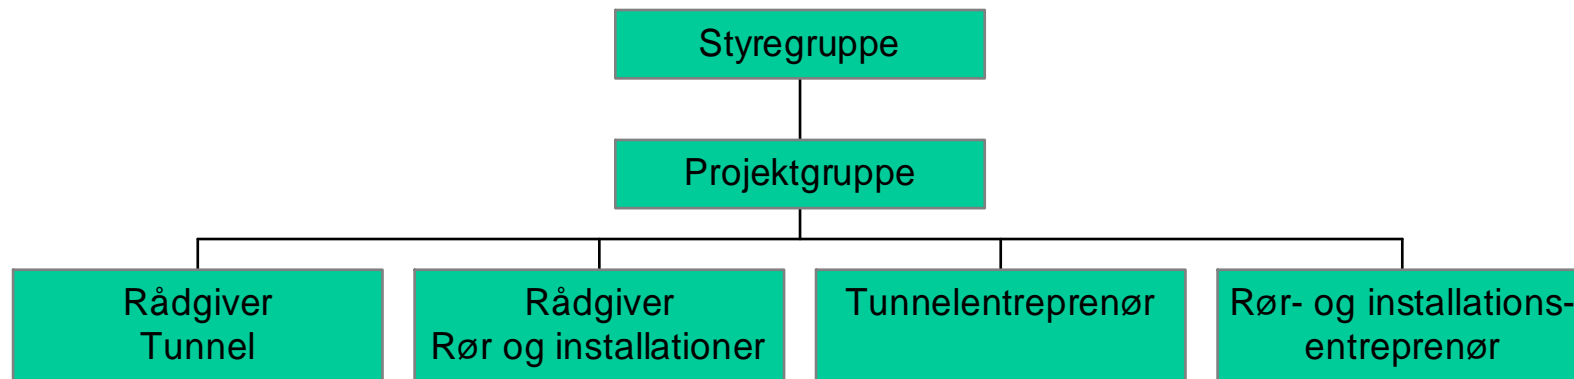 Styregruppe
Projektgruppe
Rådgiver
Tunnel
Rådgiver
Rør og installationer
Tunnelentreprenør
Rør- og installations-
entreprenør